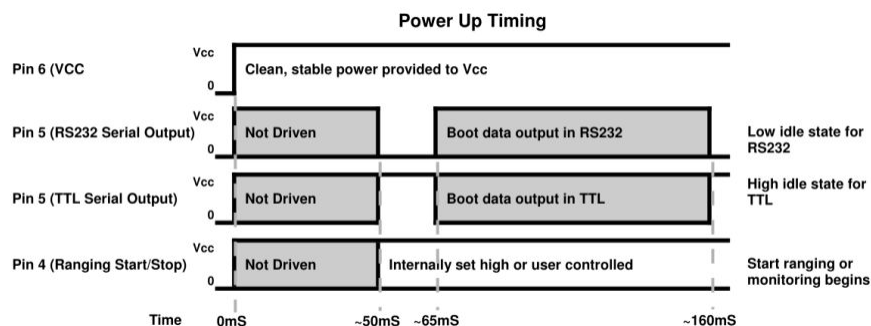 Power Up Timing
Vcc
Pin 6 (VCC
Clean, stable power provided to Vcc
0
Vcc
Pin 5 (RS232 Serial Output)
Not Driven
Boot data output in RS232
Low idle state for
RS232
0
Vcc
Pin 5 (TTL Serial Output)
Not Driven
Boot data output in TTL
High idle state for
TTL
0
Vcc
Pin 4 (Ranging Start/Stop)
Not Driven
Internally set high or user controlled
Start ranging or
monitoring begins
0
Time
0mS
~50mS
~65mS
~160mS